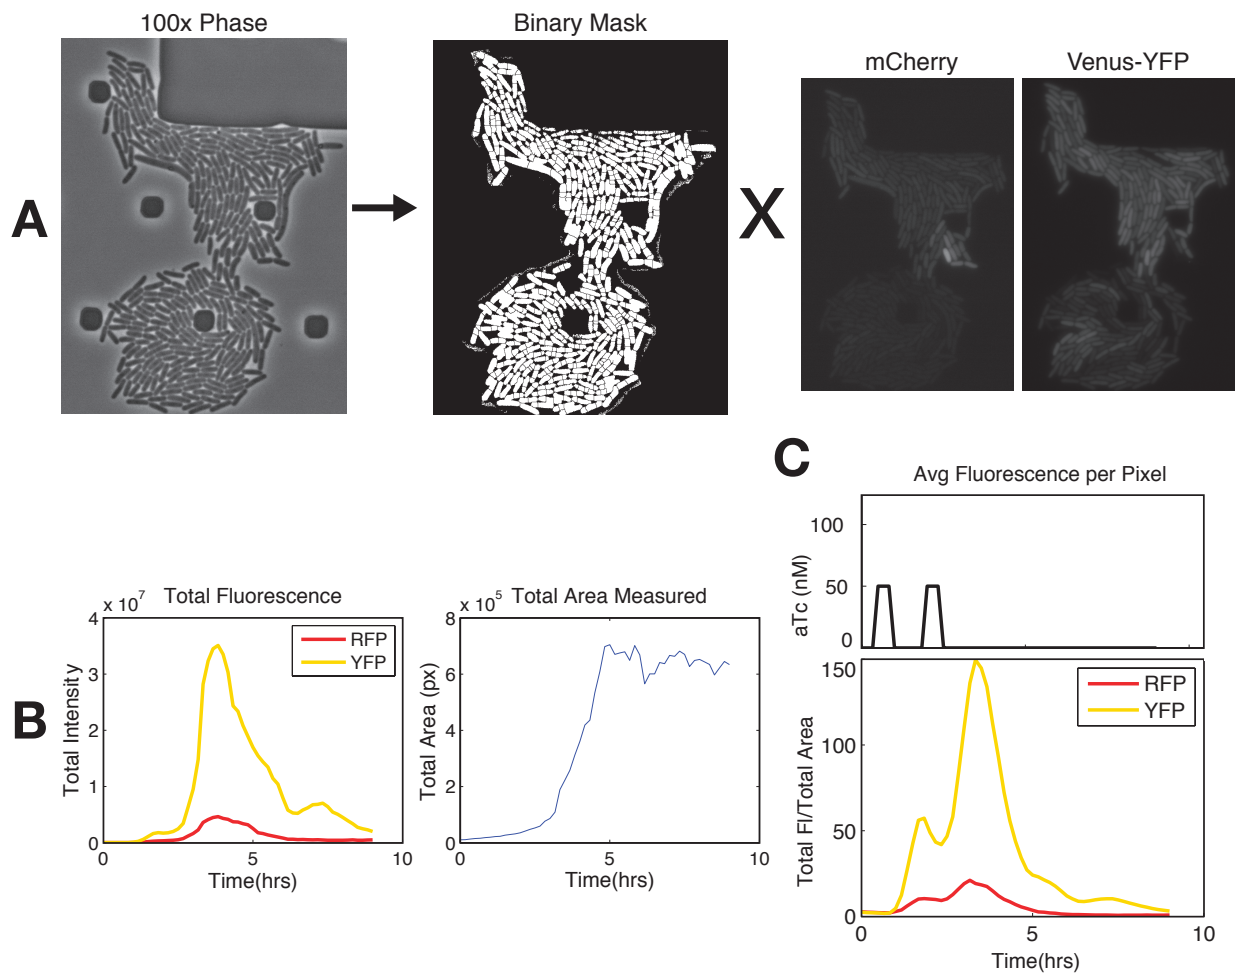 100x Phase
Binary Mask
mCherry
Venus-YFP
A
X
C
Avg Fluorescence per Pixel
100
50
0
aTc (nM)
B
x 10^7
Total Fluorescence
4
3
2
1
0
Total Intensity
RFP
YFP
0
5
10
Time(hrs)
x 10^5
Total Area Measured
8
6
4
2
0
Total Area (px)
0
5
10
Time(hrs)
150
100
50
0
Total Fl/Total Area
RFP
YFP
0
5
10
Time(hrs)